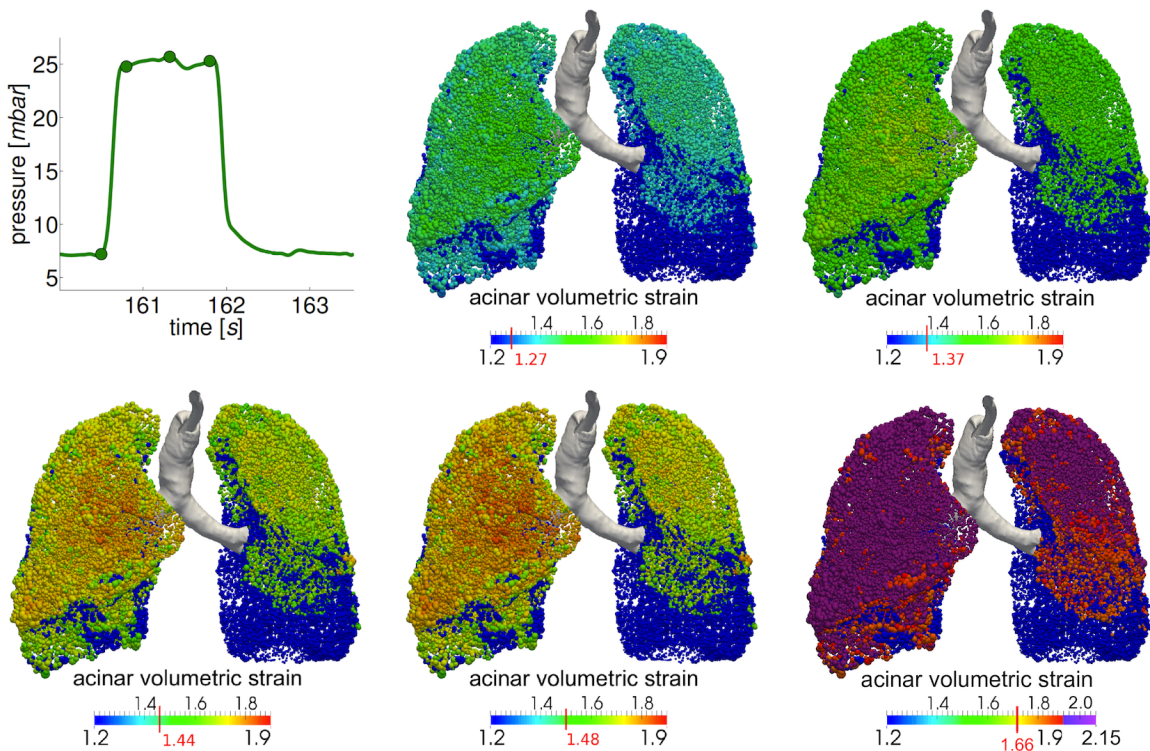 pressure [mbar]
25
20
15
10
5
161 162 163
time [s]
acinar volumetric strain
1.4 1.6 1.8
1.2 1.27 1.9
acinar volumetric strain
1.4 1.6 1.8
1.2 1.37 1.9
acinar volumetric strain
1.4 1.6 1.8
1.2 1.44 1.9
acinar volumetric strain
1.4 1.6 1.8
1.2 1.48 1.9
acinar volumetric strain
1.4 1.6 1.8 2.0
1.2 1.66 1.9 2.15